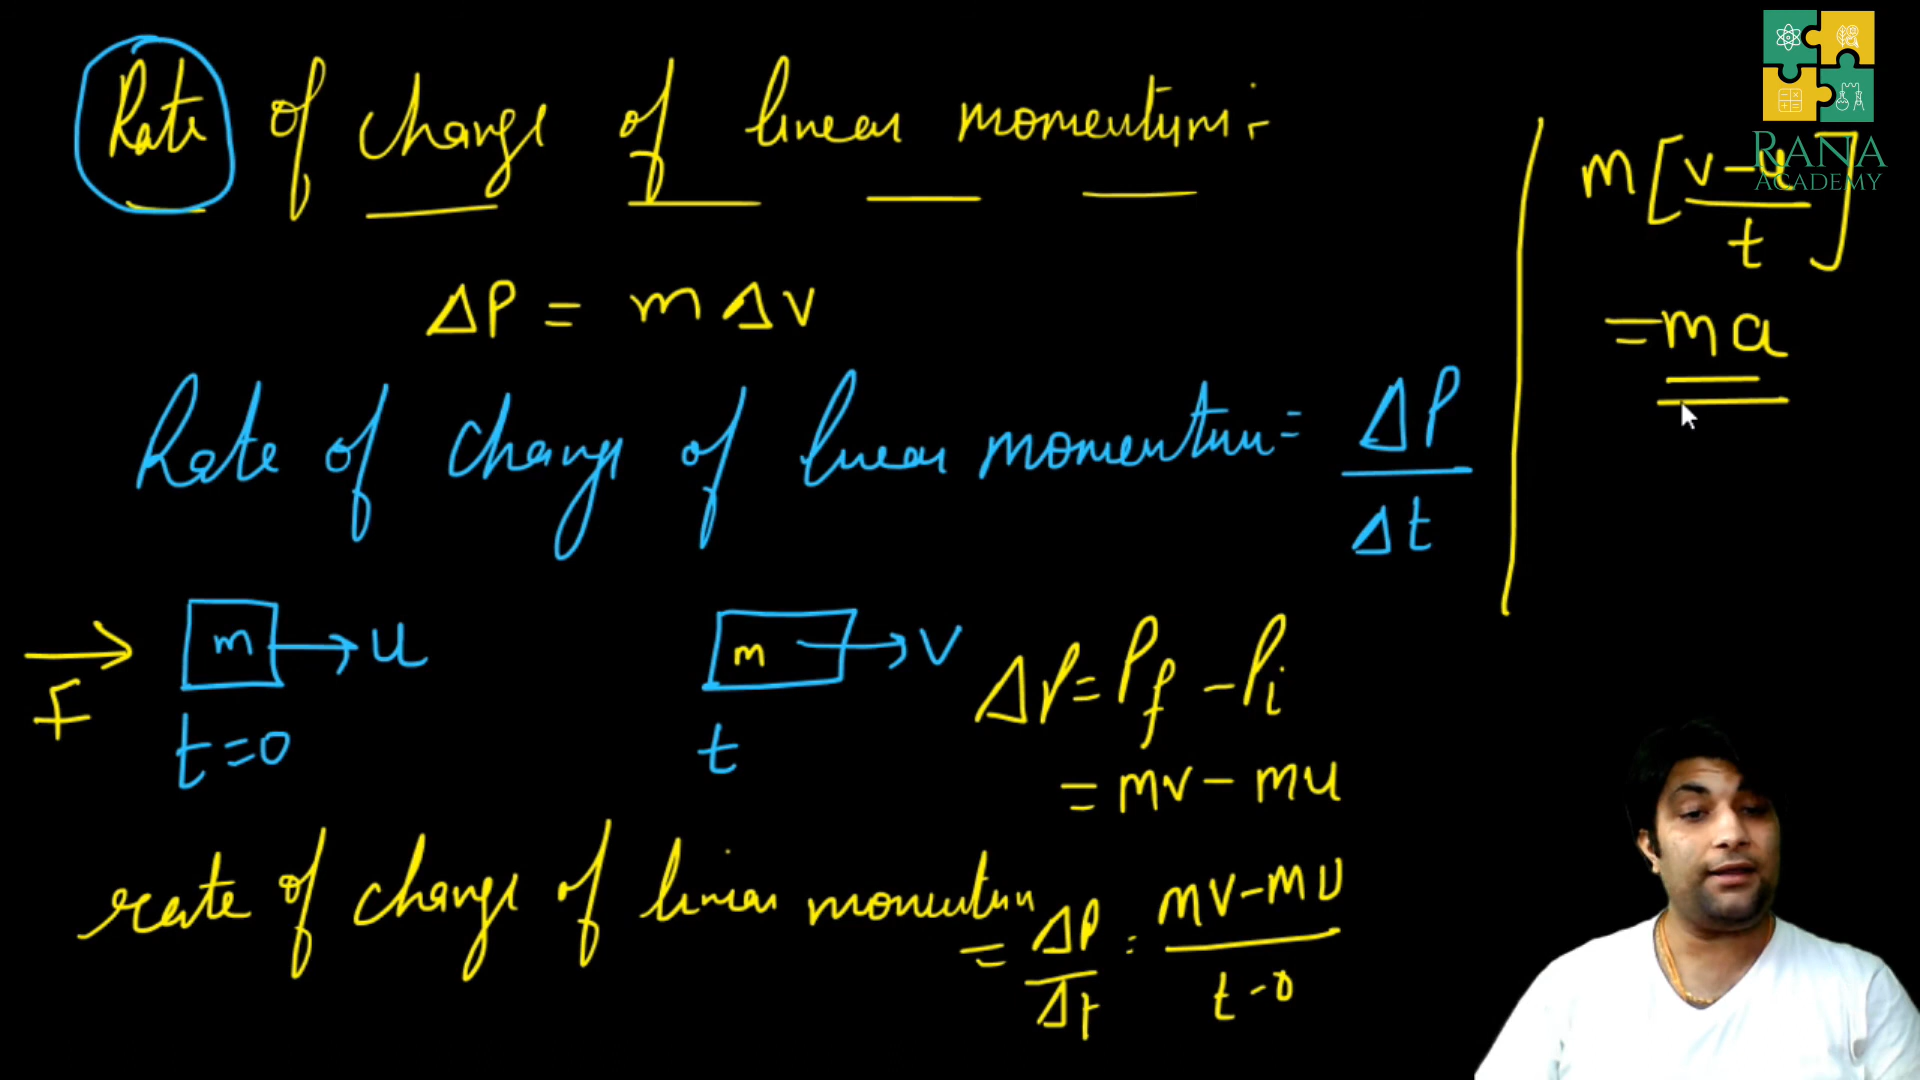 Rate of change of linear momentum:-
ΔP = m Δv
Rate of change of linear momentum = ΔP / Δt
F
m → u
t=0
m → v
t
ΔP = Pf - Pi
= mv - mu
rate of change of linear momentum = ΔP / Δt = mv - mu / t - 0
m [v - u / t]
= ma
RANA
ACADEMY